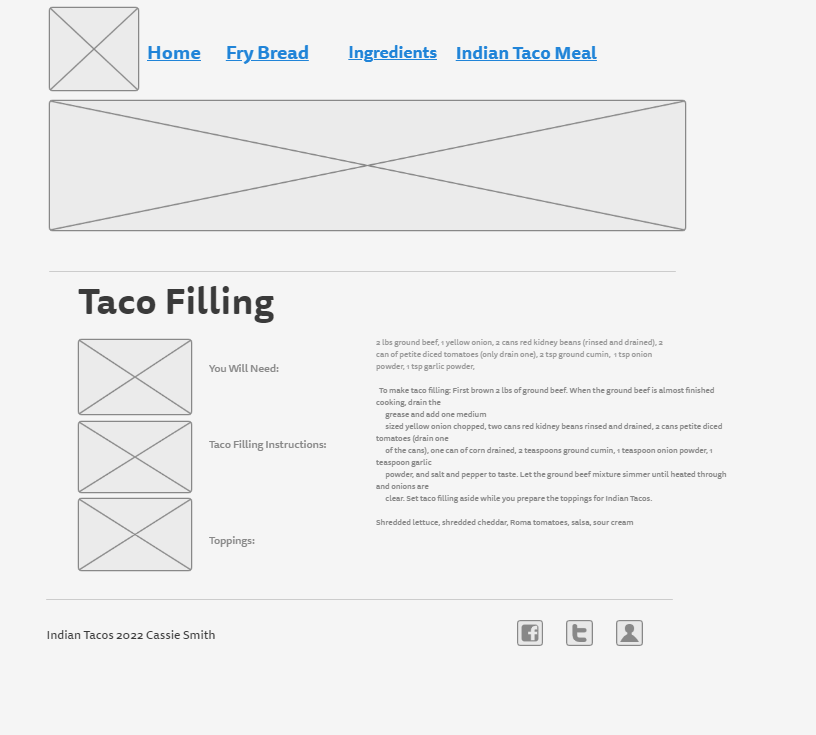 Home Fry Bread Ingredients Indian Taco Meal
Taco Filling
You Will Need:
2 lbs ground beef, 1 yellow onion, 2 cans red kidney beans (rinsed and drained), 2
can of petite diced tomatoes (only drain one), 2 tsp ground cumin, 1 tsp onion
powder, 1 tsp garlic powder,
Taco Filling Instructions:
To make taco filling: First brown 2 lbs of ground beef. When the ground beef is almost finished
cooking, drain the
grease and add one medium
sized yellow onion chopped, two cans red kidney beans rinsed and drained, 2 cans petite diced
tomatoes (drain one
of the cans), one can of corn drained, 2 teaspoons ground cumin, 1 teaspoon onion powder, 1
teaspoon garlic
powder, and salt and pepper to taste. Let the ground beef mixture simmer until heated through
and onions are
clear. Set taco filling aside while you prepare the toppings for Indian Tacos.
Toppings:
Shredded lettuce, shredded cheddar, Roma tomatoes, salsa, sour cream
Indian Tacos 2022 Cassie Smith